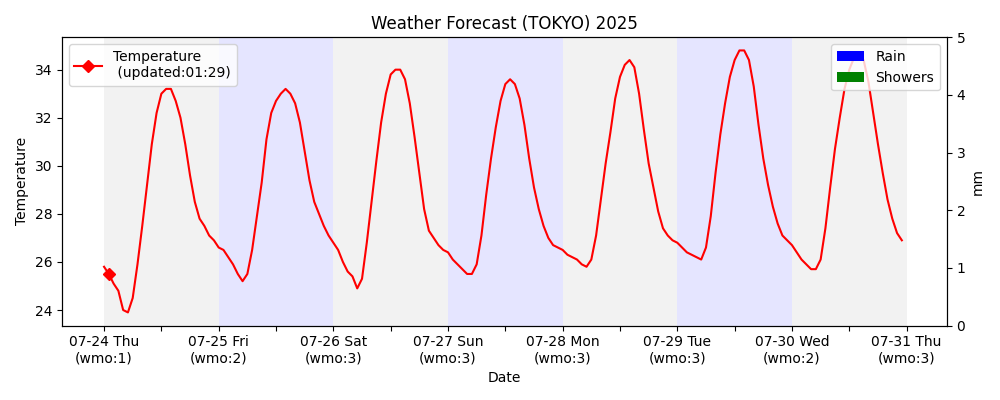 Weather Forecast (TOKYO) 2025
Temperature
(updated:01:29)
Rain
Showers
Temperature
34
32
30
28
26
24
5
4
3
2
1
0
mm
07-24 Thu
(wmo:1)
07-25 Fri
(wmo:2)
07-26 Sat
(wmo:3)
07-27 Sun
(wmo:3)
07-28 Mon
(wmo:3)
07-29 Tue
(wmo:3)
07-30 Wed
(wmo:2)
07-31 Thu
(wmo:3)
Date